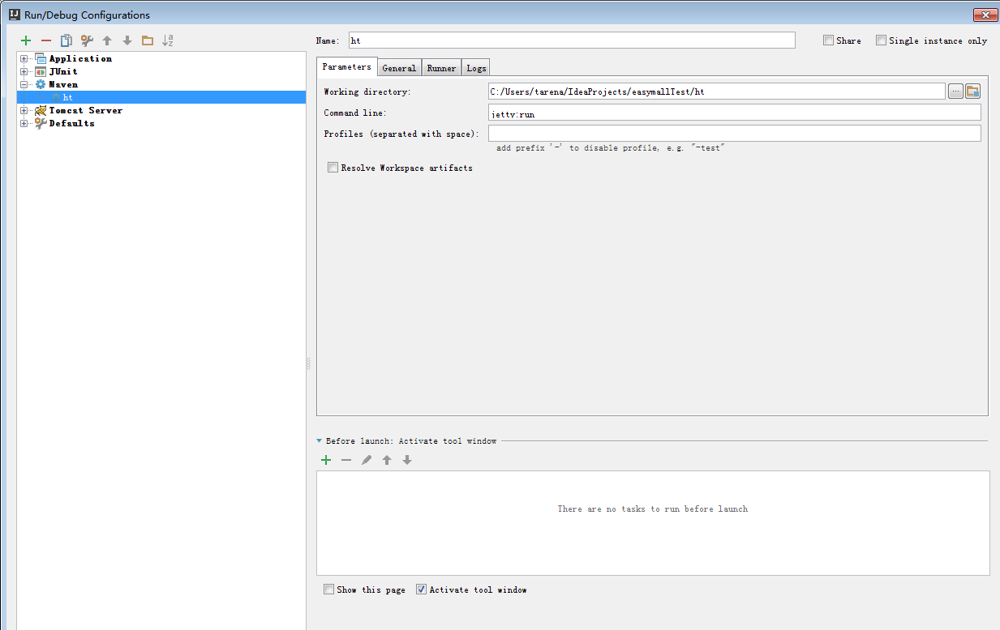 Run/Debug Configurations
Application
JUnit
Maven
ht
Tomcat Server
Defaults
Name: ht
Share
Single instance only
Parameters General Runner Logs
Working directory: C:/Users/tarena/IdeaProjects/easymallTest/ht
Command line: jetty:run
Profiles (separated with space):
add prefix '-' to disable profile, e.g. "-test"
Resolve Workspace artifacts
Before launch: Activate tool window
There are no tasks to run before launch
Show this page Activate tool window